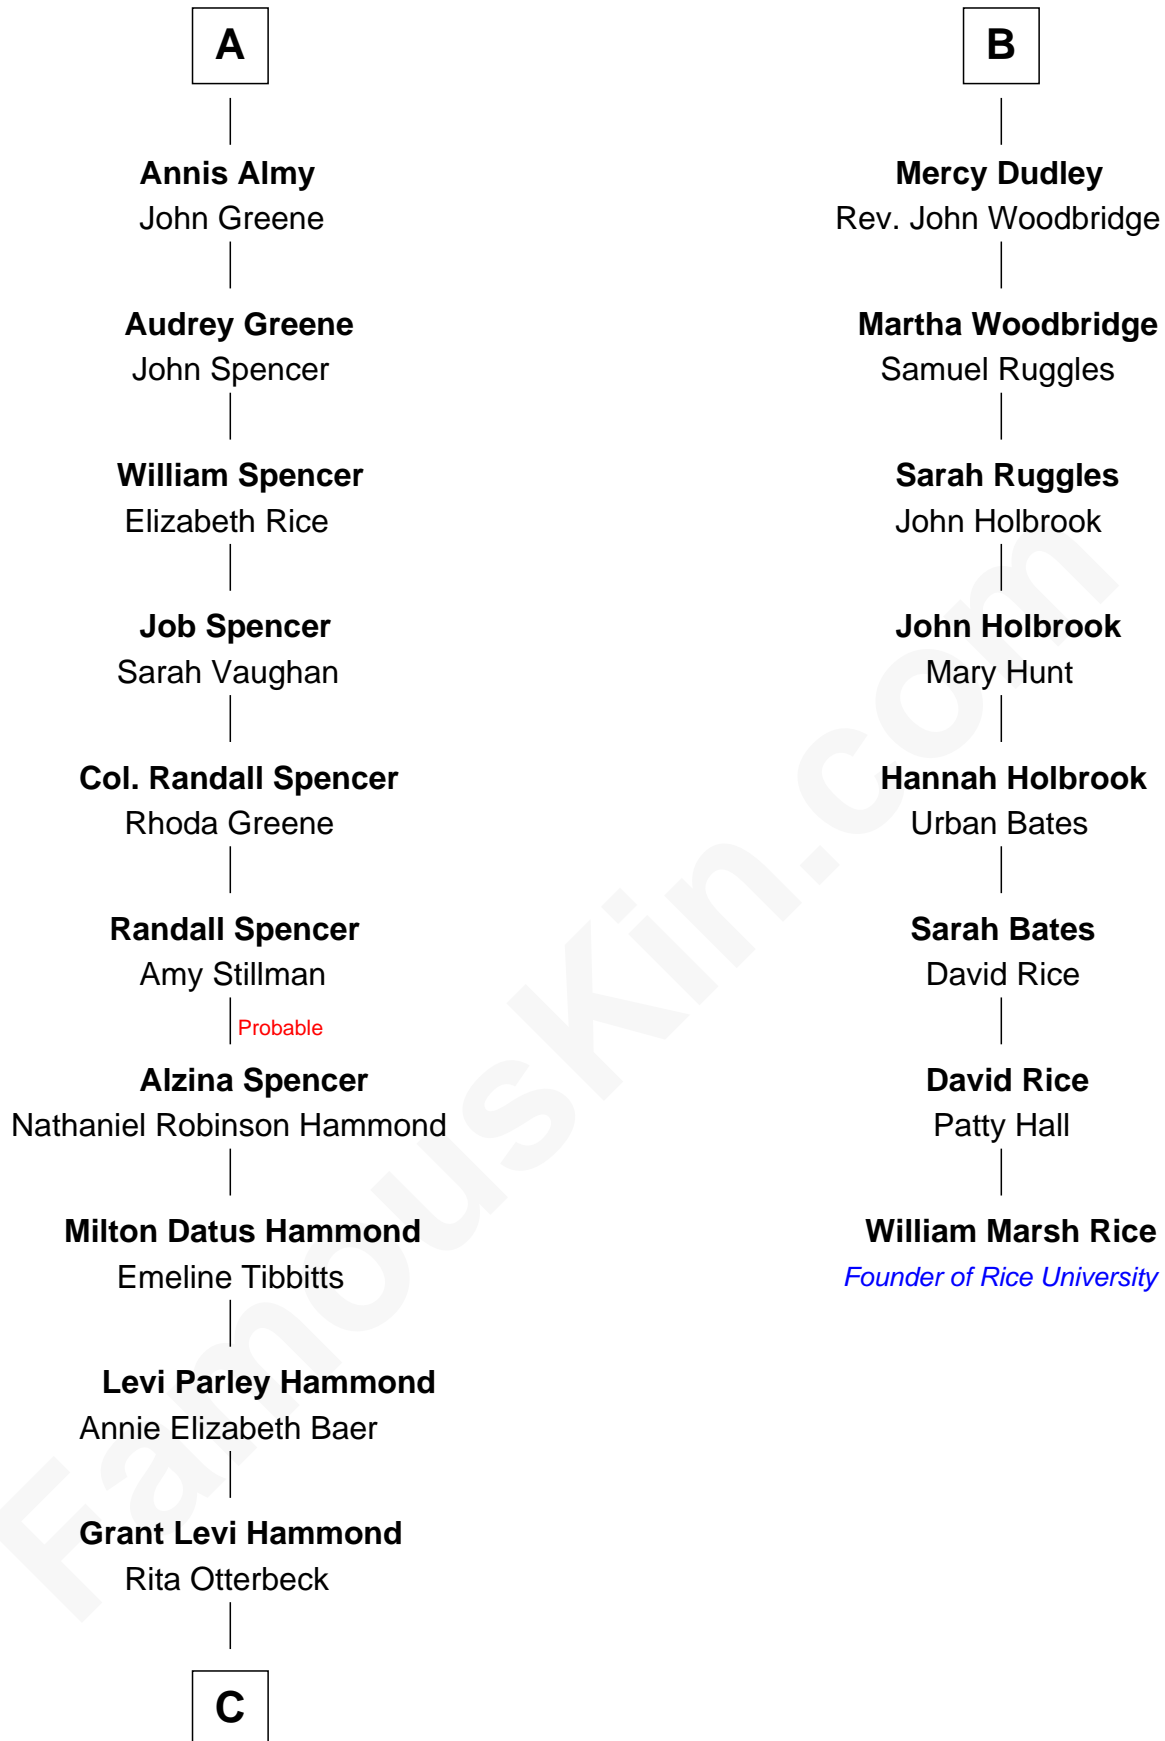 A
Annis Almy
John Greene
Audrey Greene
John Spencer
William Spencer
Elizabeth Rice
Job Spencer
Sarah Vaughan
Col. Randall Spencer
Rhoda Greene
Randall Spencer
Amy Stillman
Probable
Alzina Spencer
Nathaniel Robinson Hammond
Milton Datus Hammond
Emeline Tibbitts
Levi Parley Hammond
Annie Elizabeth Baer
Grant Levi Hammond
Rita Otterbeck
C
B
Mercy Dudley
Rev. John Woodbridge
Martha Woodbridge
Samuel Ruggles
Sarah Ruggles
John Holbrook
John Holbrook
Mary Hunt
Hannah Holbrook
Urban Bates
Sarah Bates
David Rice
David Rice
Patty Hall
William Marsh Rice
Founder of Rice University
FamousKin.com